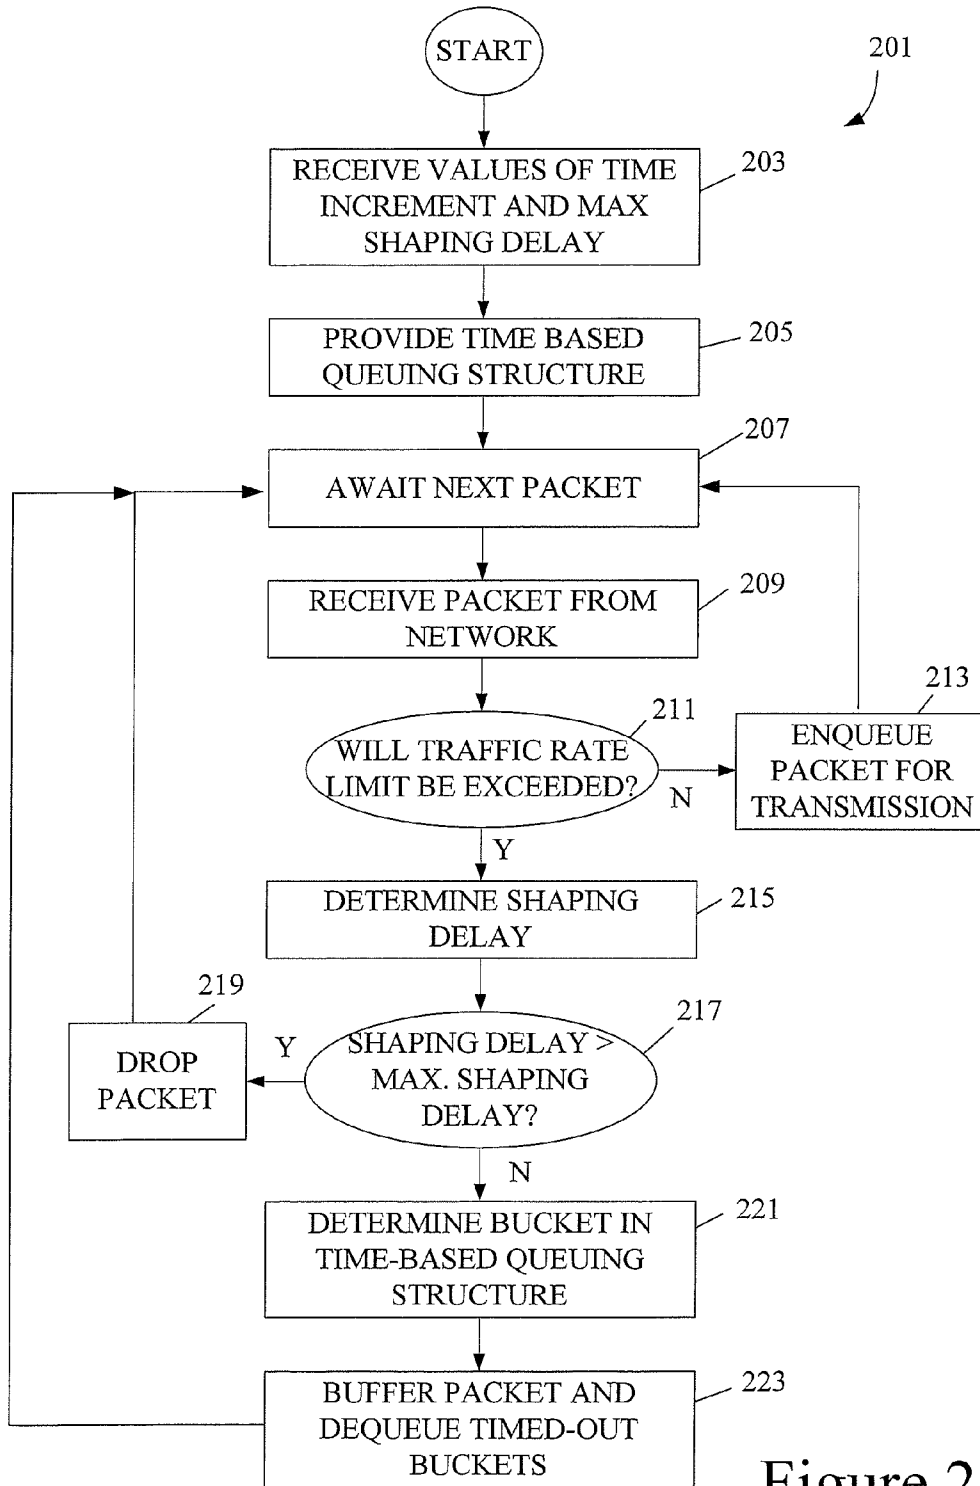 START
201
RECEIVE VALUES OF TIME
INCREMENT AND MAX
SHAPING DELAY
203
PROVIDE TIME BASED
QUEUING STRUCTURE
205
207
AWAIT NEXT PACKET
RECEIVE PACKET FROM
NETWORK
209
211
WILL TRAFFIC RATE
LIMIT BE EXCEEDED?
N
213
ENQUEUE
PACKET FOR
TRANSMISSION
Y
DETERMINE SHAPING
DELAY
215
217
SHAPING DELAY >
MAX. SHAPING
DELAY?
Y
219
DROP
PACKET
N
DETERMINE BUCKET IN
TIME-BASED QUEUING
STRUCTURE
221
BUFFER PACKET AND
DEQUEUE TIMED-OUT
BUCKETS
223
Figure 2